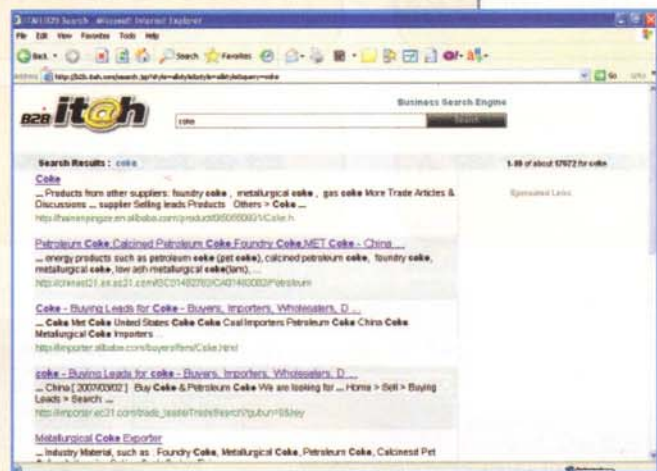 Search - Microsoft Internet Explorer
File Edit View Favorites Tools Help
Back Search Favorites
Go
B2B it@h
Business Search Engine
coke
Search
Search Results : coke
of about 17672 for coke
Coke
... Products from other suppliers: foundry coke , metallurgical coke , gas coke More Trade Articles &
Discussions ... supplier Selling leads Products Others > Coke ...
Sponsored Links
Petroleum Coke,Calcined Petroleum Coke,Foundry Coke,MET Coke - China ...
... energy products such as petroleum coke (pet coke), calcined petroleum coke, foundry coke,
metallurgical coke, low ash metallurgical coke(lam), ...
Coke - Buying Leads for Coke - Buyers, Importers, Wholesalers, D ...
... Coke Met Coke United States Coke Coke Coal Importers Petroleum Coke China Coke
Metallurgical Coke Importers ...
coke - Buying Leads for coke - Buyers, Importers, Wholesalers, D ...
... China [ 2007/03/02 ] Buy Coke & Petroleum Coke We are looking for ... Home > Sell > Buying
Leads > Search: ...
Metallurgical Coke Exporter
... Industry Material, such as : Foundry Coke, Metallurgical Coke, Petroleum Coke, Calcinesd Pet